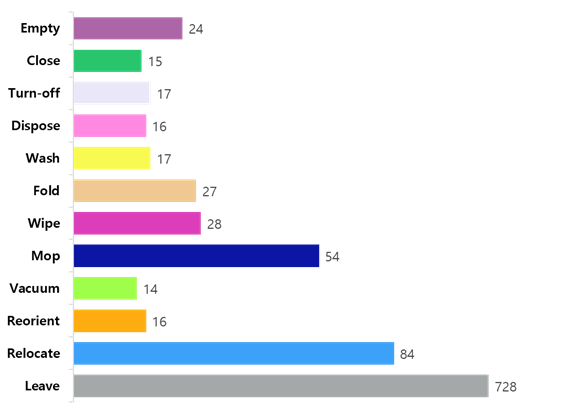 Empty 24
Close 15
Turn-off 17
Dispose 16
Wash 17
Fold 27
Wipe 28
Mop 54
Vacuum 14
Reorient 16
Relocate 84
Leave 728